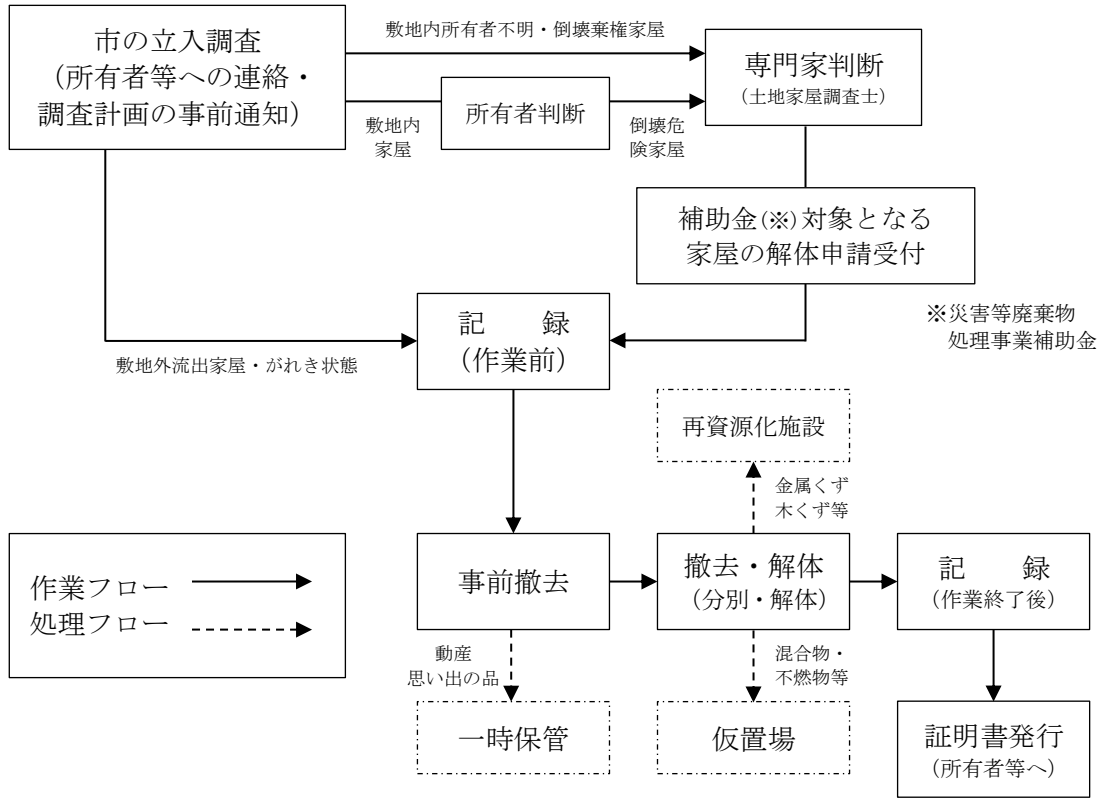 市の立入調査
（所有者等への連絡・
調査計画の事前通知）
敷地内所有者不明・倒壊棄権家屋
専門家判断
（土地家屋調査士）
敷地内
家屋
所有者判断
倒壊危
険家屋
補助金(※)対象となる
家屋の解体申請受付
※災害等廃棄物
処理事業補助金
敷地外流出家屋・がれき状態
記　録
（作業前）
再資源化施設
金属くず
木くず等
作業フロー
処理フロー
事前撤去
撤去・解体
（分別・解体）
記　録
（作業終了後）
動産
思い出の品
混合物・
不燃物等
一時保管
仮置場
証明書発行
（所有者等へ）